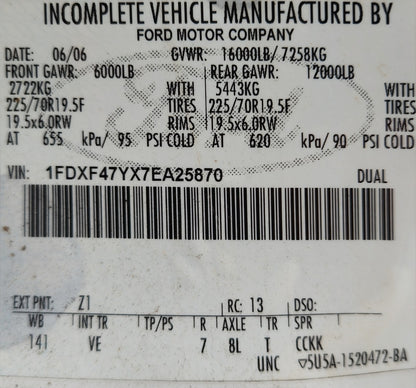 INCOMPLETE VEHICLE MANUFACTURED BY
FORD MOTOR COMPANY
DATE: 06/06 GVWR: 16000LB/ 7258KG
FRONT GAWR: 6000LB REAR GAWR: 12000LB
2722KG WITH 5443KG WITH
225/70R19.5F TIRES 225/70R19.5F TIRES
19.5x6.0RW RIMS 19.5x6.0RW RIMS
AT 655 kPa/ 95 PSI COLD AT 620 kPa/ 90 PSI COLD
VIN: 1FDXF47YX7EA25870 DUAL
EXT PNT: Z1 RC: 13 DSO:
WB INT TR TP/PS R AXLE TR SPR
141 VE 7 8L T CCKK
UNC ▽5U5A-1520472-BA